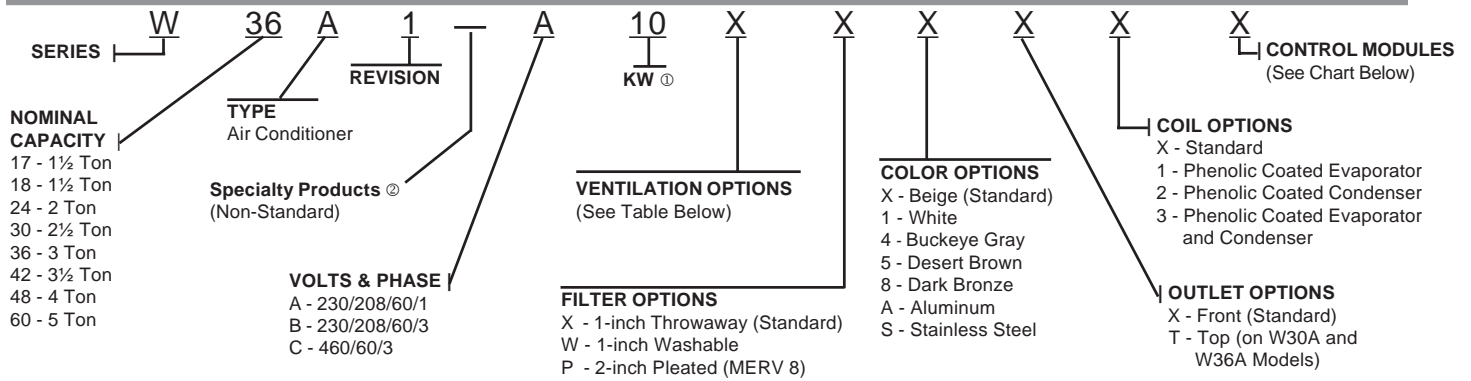 W 36 A 1 — A 10 X X X X X X
SERIES
NOMINAL
CAPACITY
17 - 1½ Ton
18 - 1½ Ton
24 - 2 Ton
30 - 2½ Ton
36 - 3 Ton
42 - 3½ Ton
48 - 4 Ton
60 - 5 Ton
TYPE
Air Conditioner
REVISION
Specialty Products ②
(Non-Standard)
VOLTS & PHASE
A - 230/208/60/1
B - 230/208/60/3
C - 460/60/3
KW ①
VENTILATION OPTIONS
(See Table Below)
FILTER OPTIONS
X - 1-inch Throwaway (Standard)
W - 1-inch Washable
P - 2-inch Pleated (MERV 8)
COLOR OPTIONS
X - Beige (Standard)
1 - White
4 - Buckeye Gray
5 - Desert Brown
8 - Dark Bronze
A - Aluminum
S - Stainless Steel
OUTLET OPTIONS
X - Front (Standard)
T - Top (on W30A and
W36A Models)
COIL OPTIONS
X - Standard
1 - Phenolic Coated Evaporator
2 - Phenolic Coated Condenser
3 - Phenolic Coated Evaporator
and Condenser
CONTROL MODULES
(See Chart Below)